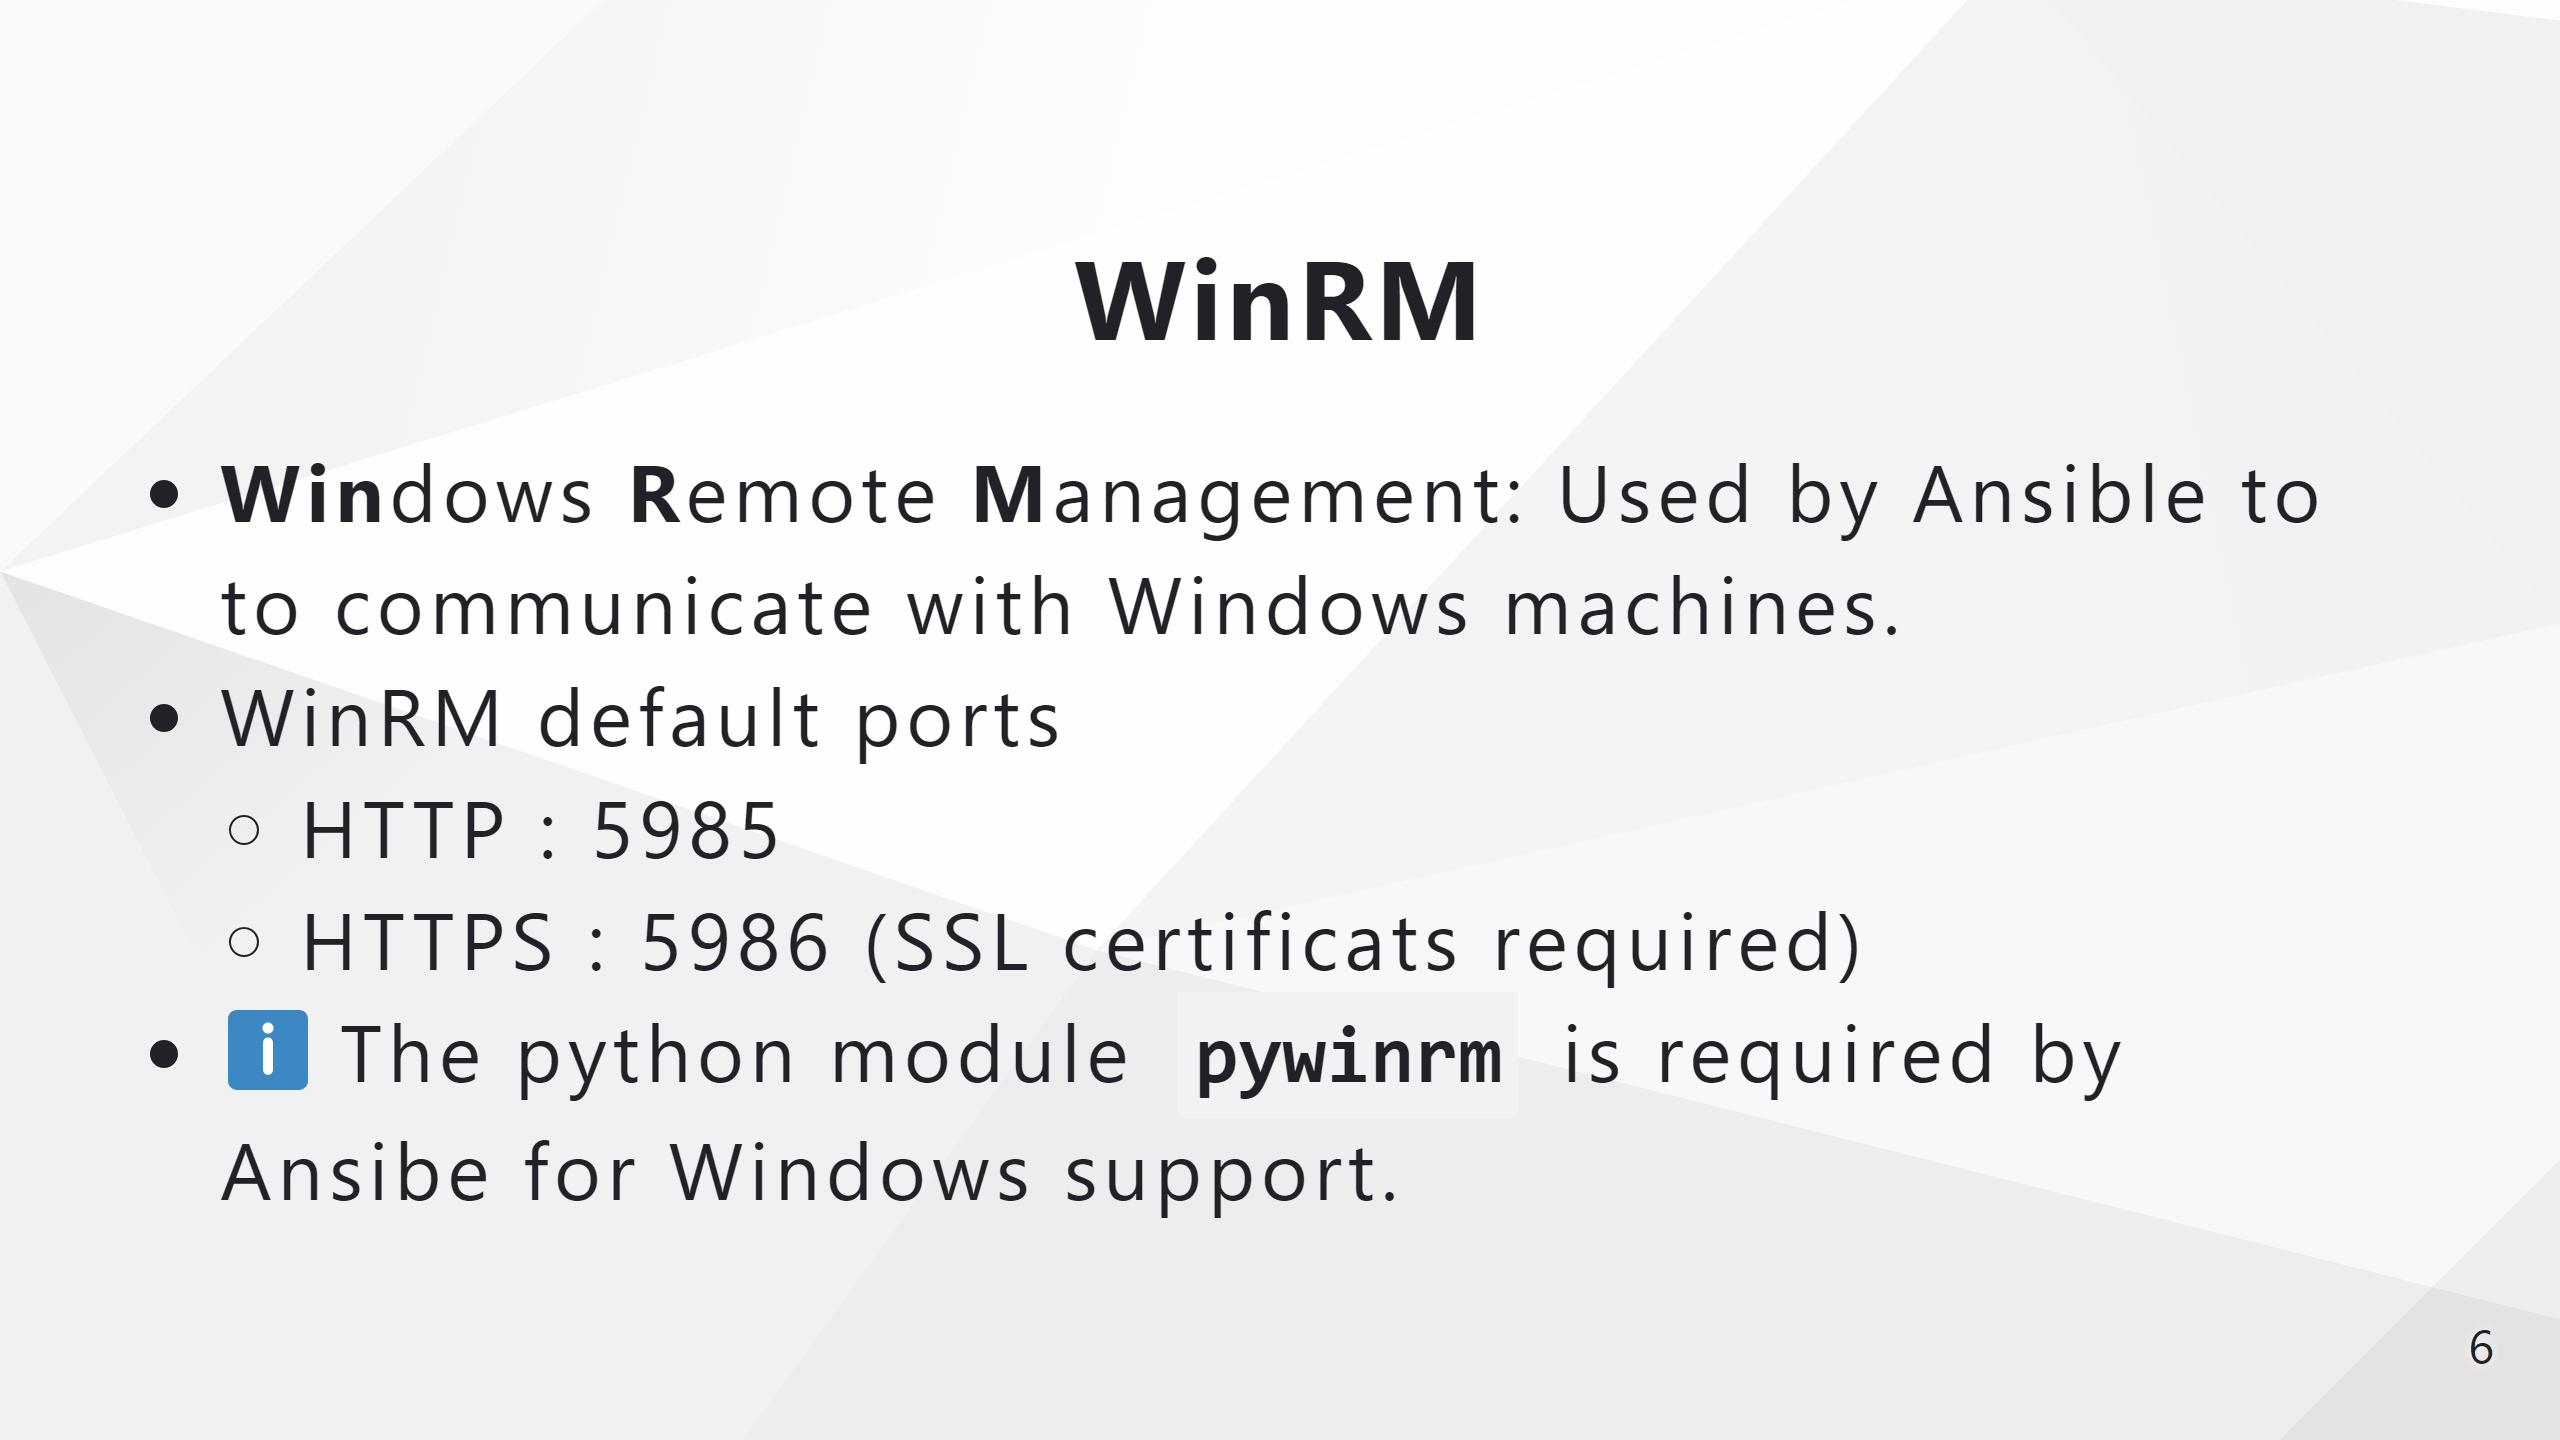 WinRM
• Windows Remote Management: Used by Ansible to
to communicate with Windows machines.
• WinRM default ports
○ HTTP : 5985
○ HTTPS : 5986 (SSL certificats required)
• ℹ️ The python module pywinrm is required by
Ansibe for Windows support.
6